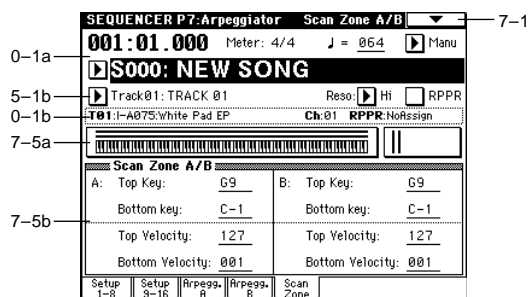 SEQUENCER P7:Arpeggiator Scan Zone A/B
7–1
001:01.000 Meter: 4/4 ♩ = 064 Manu
0–1a
S000: NEW SONG
5–1b
Track01: TRACK 01 Reso: Hi RPPR
0–1b
T01:I-A075:White Pad EP Ch:01 RPPR:NoAssign
7–5a
Scan Zone A/B
A: Top Key: G9 B: Top Key: G9
Bottom key: C-1 Bottom Key: C-1
7–5b
Top Velocity: 127 Top Velocity: 127
Bottom Velocity: 001 Bottom Velocity: 001
Setup 1-8 Setup 9-16 Arpegg. A Arpegg. B Scan Zone